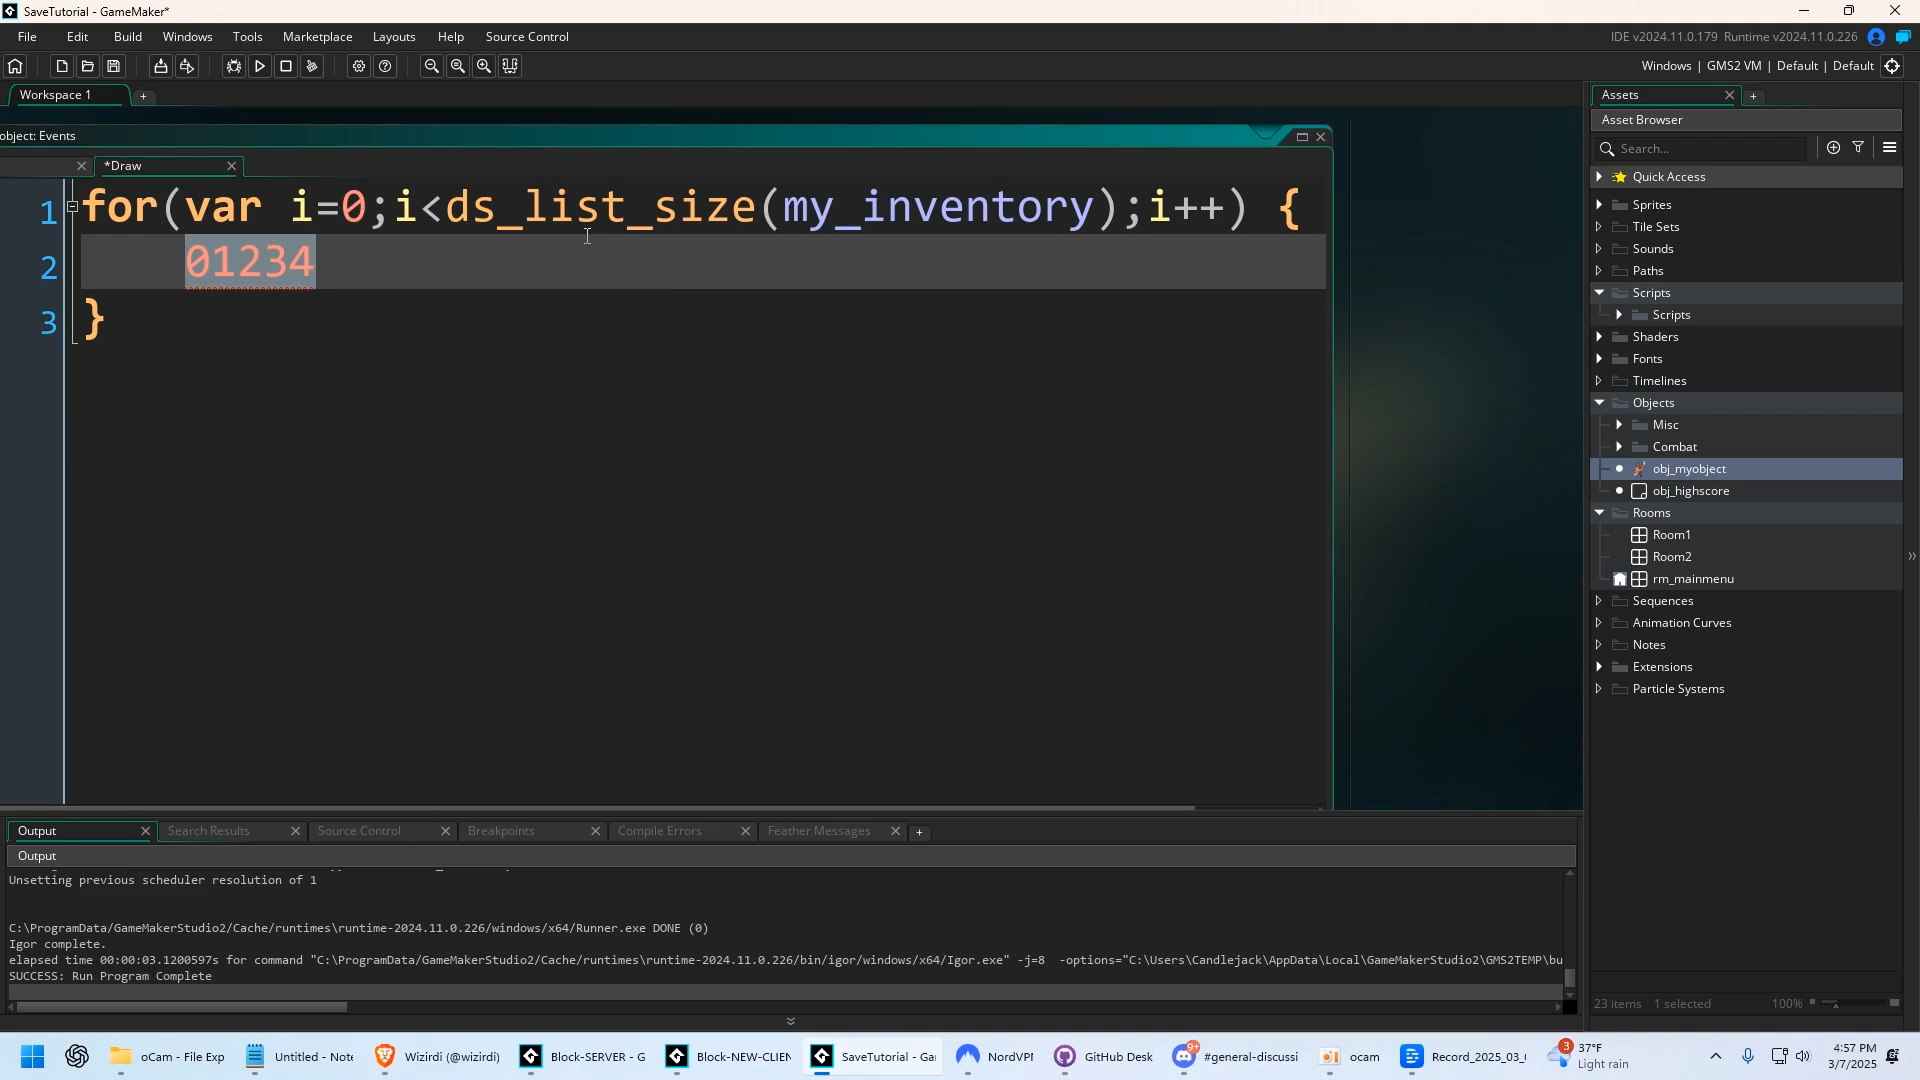 SaveTutorial - GameMaker*
File Edit Build Windows Tools Marketplace Layouts Help Source Control
IDE v2024.11.0.179 Runtime v2024.11.0.226
Windows | GMS2 VM | Default | Default
Workspace 1
Assets
object: Events
Asset Browser
*Draw
Search...
Quick Access
1 for(var i=0;i<ds_list_size(my_inventory);i++) {
2 01234
3 }
Sprites
Tile Sets
Sounds
Paths
Scripts
Scripts
Shaders
Fonts
Timelines
Objects
Misc
Combat
obj_myobject
obj_highscore
Rooms
Room1
Room2
rm_mainmenu
Sequences
Animation Curves
Notes
Extensions
Particle Systems
Output Search Results Source Control Breakpoints Compile Errors Feather Messages
Output
Unsetting previous scheduler resolution of 1
C:\ProgramData/GameMakerStudio2/Cache/runtimes\runtime-2024.11.0.226/windows/x64/Runner.exe DONE (0)
Igor complete.
elapsed time 00:00:03.1200597s for command "C:\ProgramData/GameMakerStudio2/Cache/runtimes\runtime-2024.11.0.226/bin/igor/windows/x64/Igor.exe" -j=8 -options="C:\Users\Candlejack\AppData\Local\GameMakerStudio2\GMS2TEMP\bu
SUCCESS: Run Program Complete
23 items 1 selected 100%
oCam - File Exp Untitled - Note Wizirdi (@wizirdi) Block-SERVER - G Block-NEW-CLIEN SaveTutorial - Gar NordVPN GitHub Desk 9+ #general-discussi ocam Record_2025_03_ 3 37°F Light rain
4:57 PM
3/7/2025